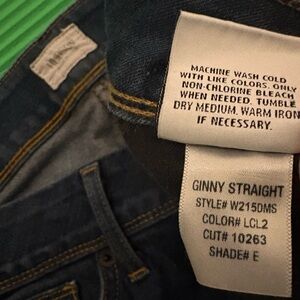 MACHINE WASH COLD
WITH LIKE COLORS. ONLY
NON-CHLORINE BLEACH
WHEN NEEDED. TUMBLE
DRY MEDIUM. WARM IRON
IF NECESSARY.
GINNY STRAIGHT
STYLE# W215DMS
COLOR# LCL2
CUT# 10263
SHADE# E